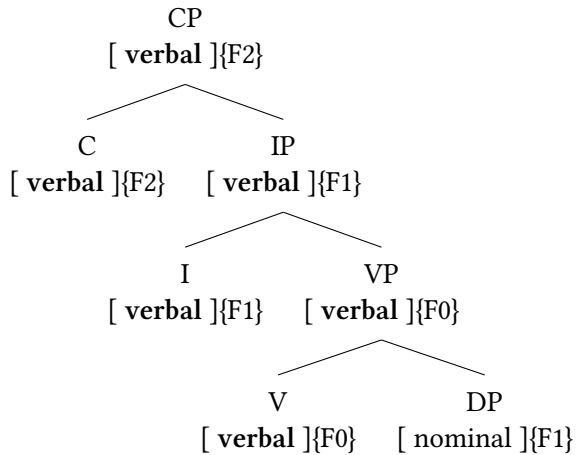 CP
[ verbal ]{F2}
C IP
[ verbal ]{F2} [ verbal ]{F1}
I VP
[ verbal ]{F1} [ verbal ]{F0}
V DP
[ verbal ]{F0} [ nominal ]{F1}